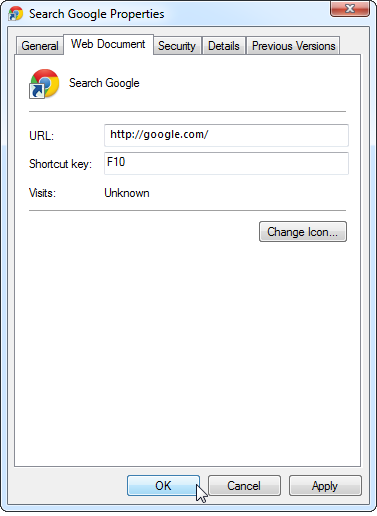 Search Google Properties
General Web Document Security Details Previous Versions
Search Google
URL: http://google.com/
Shortcut key: F10
Visits: Unknown
Change Icon...
OK Cancel Apply